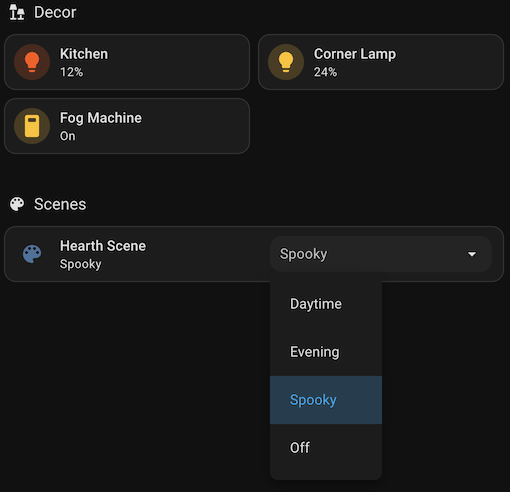 Decor
Kitchen
12%
Corner Lamp
24%
Fog Machine
On
Scenes
Hearth Scene
Spooky
Spooky
Daytime
Evening
Spooky
Off